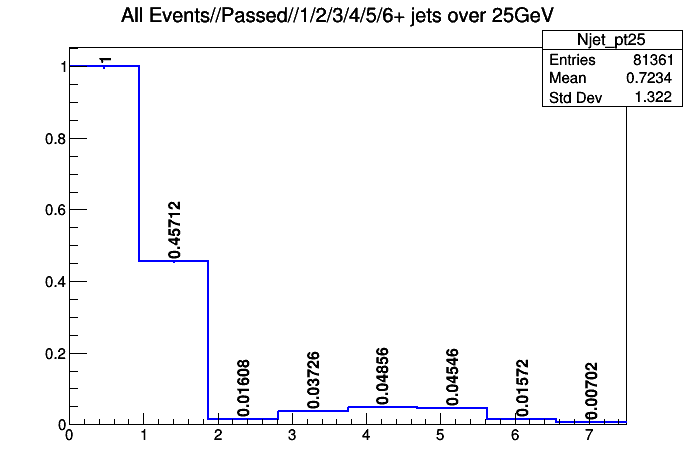 All Events//Passed//1/2/3/4/5/6+ jets over 25GeV
Njet_pt25
Entries 81361
Mean 0.7234
Std Dev 1.322
1
0.45712
0.01608
0.03726
0.04856
0.04546
0.01572
0.00702
1
0.8
0.6
0.4
0.2
0
0 1 2 3 4 5 6 7